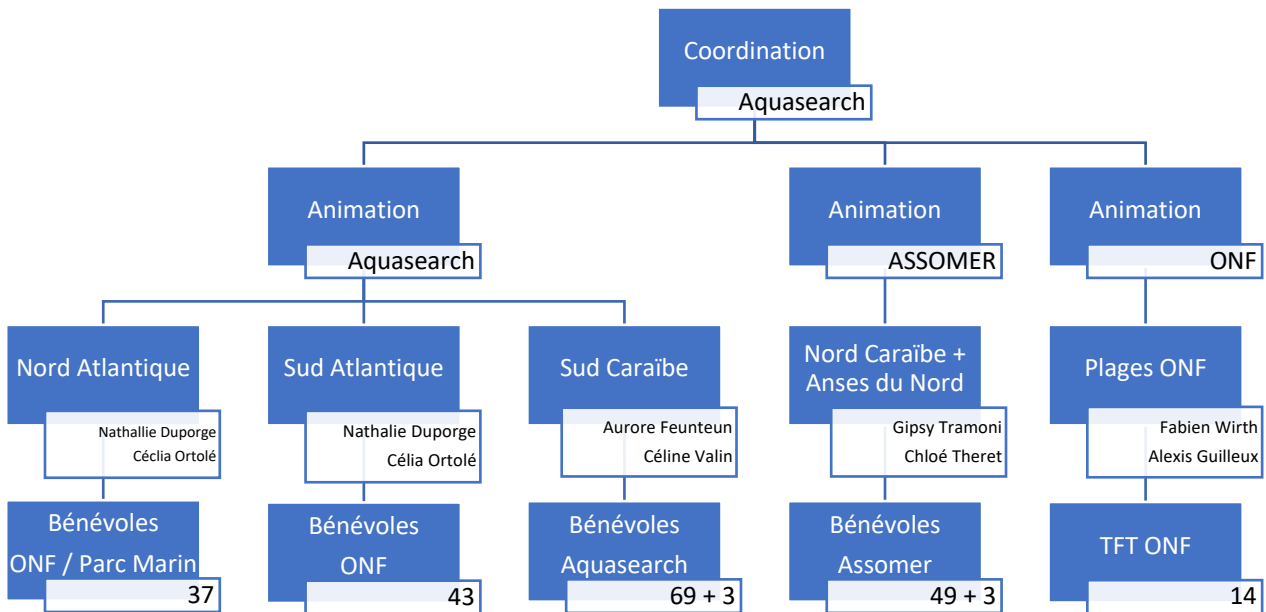 Coordination
Aquasearch
Animation
Aquasearch
Animation
ASSOMER
Animation
ONF
Nord Atlantique
Nathallie Duporge
Céclia Ortolé
Sud Atlantique
Nathalie Duporge
Célia Ortolé
Sud Caraïbe
Aurore Feunteun
Céline Valin
Nord Caraïbe +
Anses du Nord
Gipsy Tramoni
Chloé Theret
Plages ONF
Fabien Wirth
Alexis Guilleux
Bénévoles
ONF / Parc Marin
37
Bénévoles
ONF
43
Bénévoles
Aquasearch
69 + 3
Bénévoles
Assomer
49 + 3
TFT ONF
14